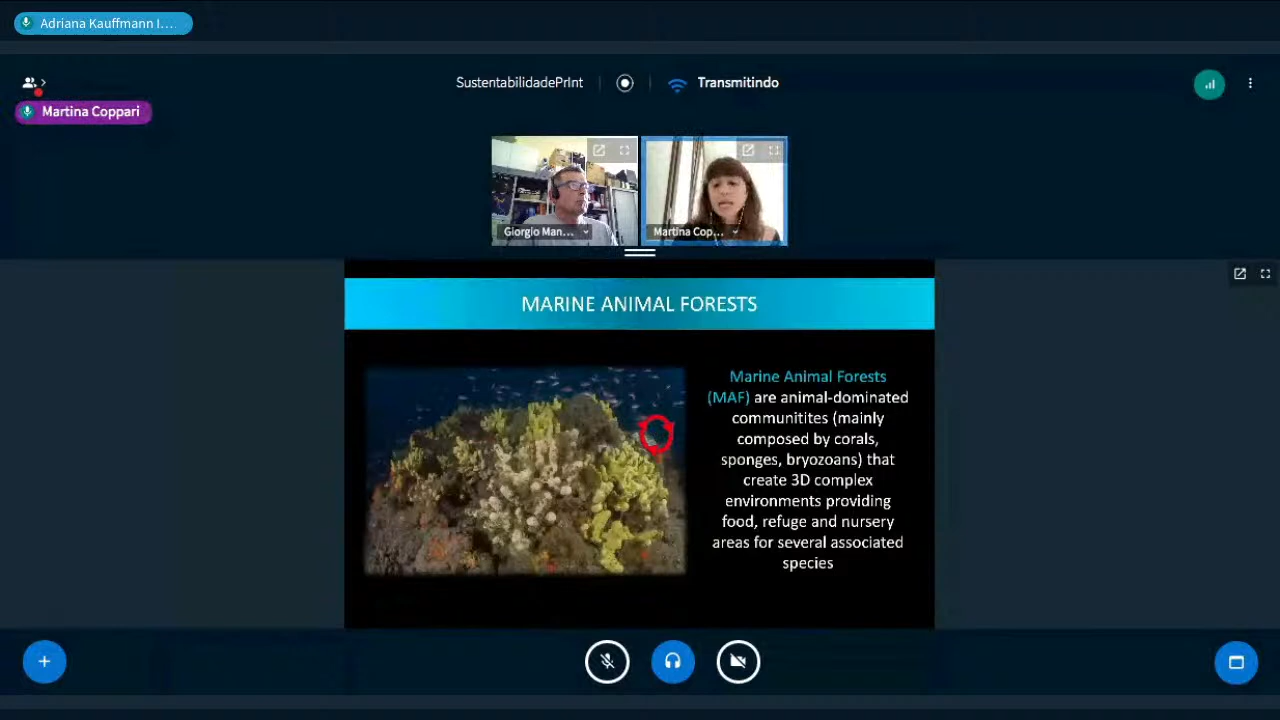 Adriana Kauffmann I...
SustentabilidadePrInt
Transmitindo
Martina Coppari
Giorgio Man...
Martina Cop...
MARINE ANIMAL FORESTS
Marine Animal Forests
(MAF) are animal-dominated
communitites (mainly
composed by corals,
sponges, bryozoans) that
create 3D complex
environments providing
food, refuge and nursery
areas for several associated
species